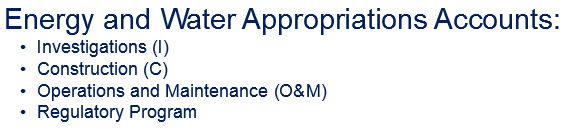 Energy and Water Appropriations Accounts:
• Investigations (I)
• Construction (C)
• Operations and Maintenance (O&M)
• Regulatory Program